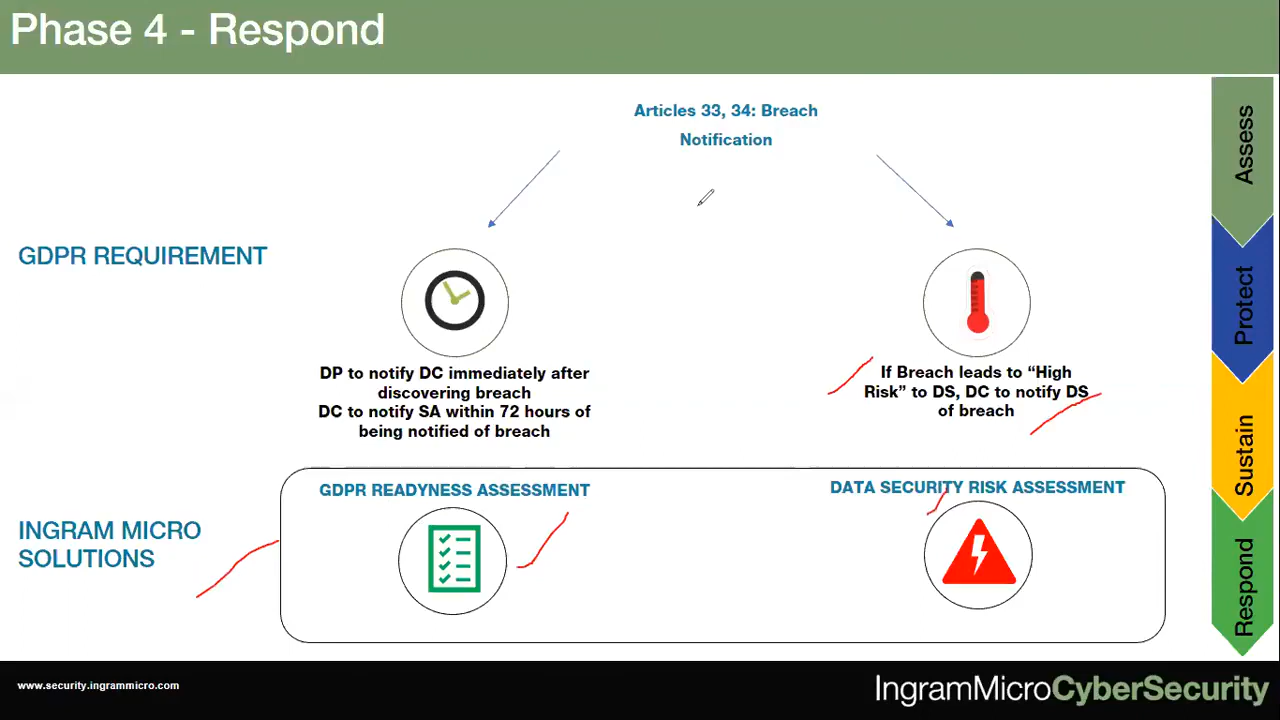 Phase 4 - Respond
Articles 33, 34: Breach
Notification
GDPR REQUIREMENT
DP to notify DC immediately after
discovering breach
DC to notify SA within 72 hours of
being notified of breach
If Breach leads to “High
Risk” to DS, DC to notify DS
of breach
INGRAM MICRO
SOLUTIONS
GDPR READYNESS ASSESSMENT
DATA SECURITY RISK ASSESSMENT
Assess
Protect
Sustain
Respond
www.security.ingrammicro.com
IngramMicroCyberSecurity